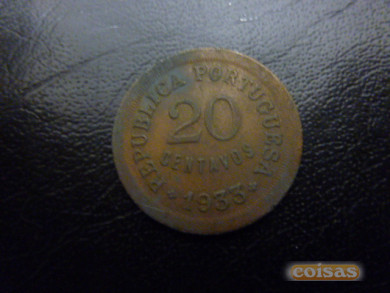 REPUBLICA PORTUGUESA
20
CENTAVOS
* 1933 *
coisas